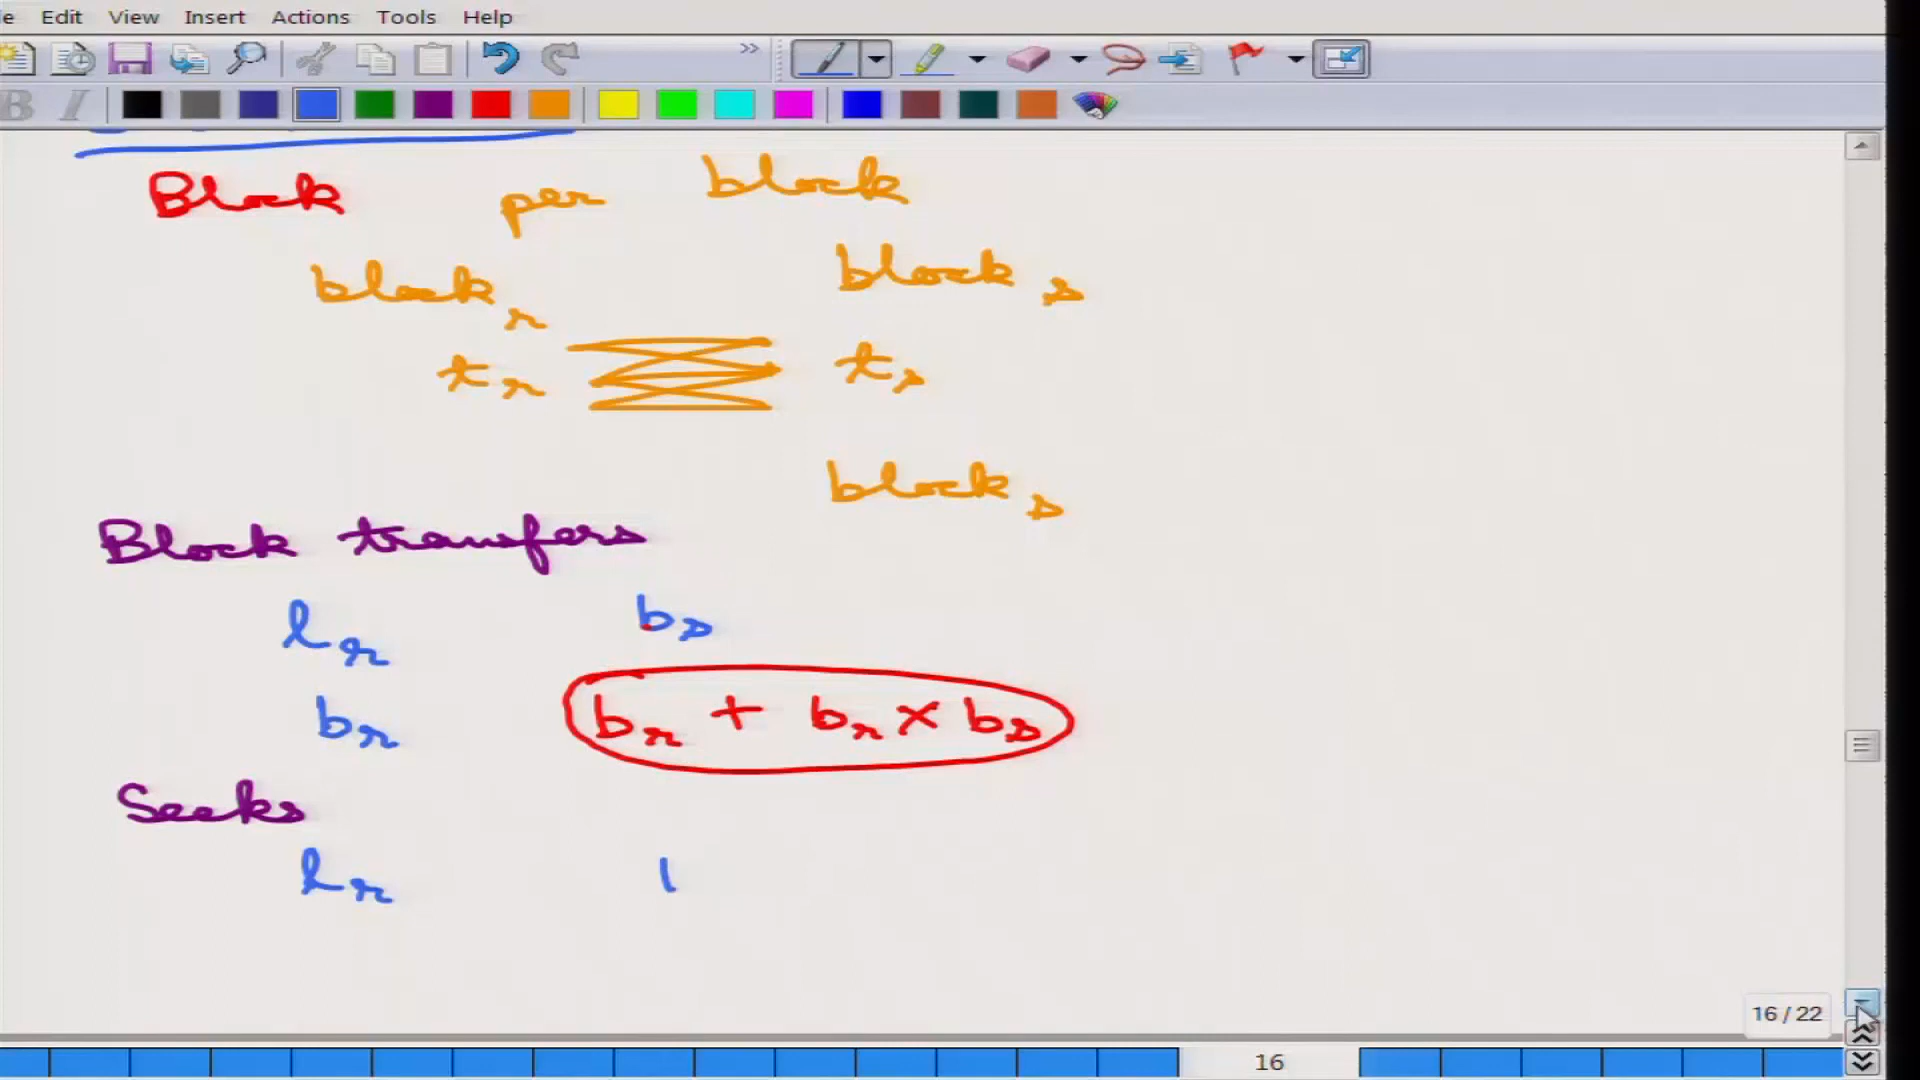 Edit View Insert Actions Tools Help
B I
Block per block
block r block s
t r t s
block s
Block transfers
l r b s
b r b r + b r × b s
Seeks
l r 1
16 / 22
16